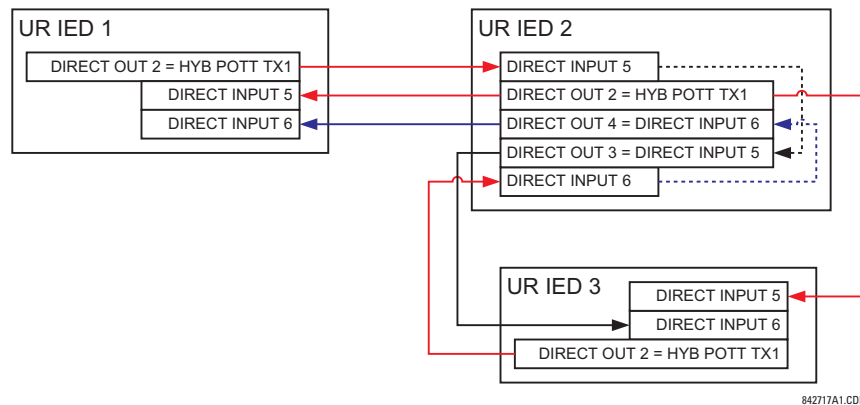 UR IED 1
DIRECT OUT 2 = HYB POTT TX1
DIRECT INPUT 5
DIRECT INPUT 6
UR IED 2
DIRECT INPUT 5
DIRECT OUT 2 = HYB POTT TX1
DIRECT OUT 4 = DIRECT INPUT 6
DIRECT OUT 3 = DIRECT INPUT 5
DIRECT INPUT 6
UR IED 3
DIRECT INPUT 5
DIRECT INPUT 6
DIRECT OUT 2 = HYB POTT TX1